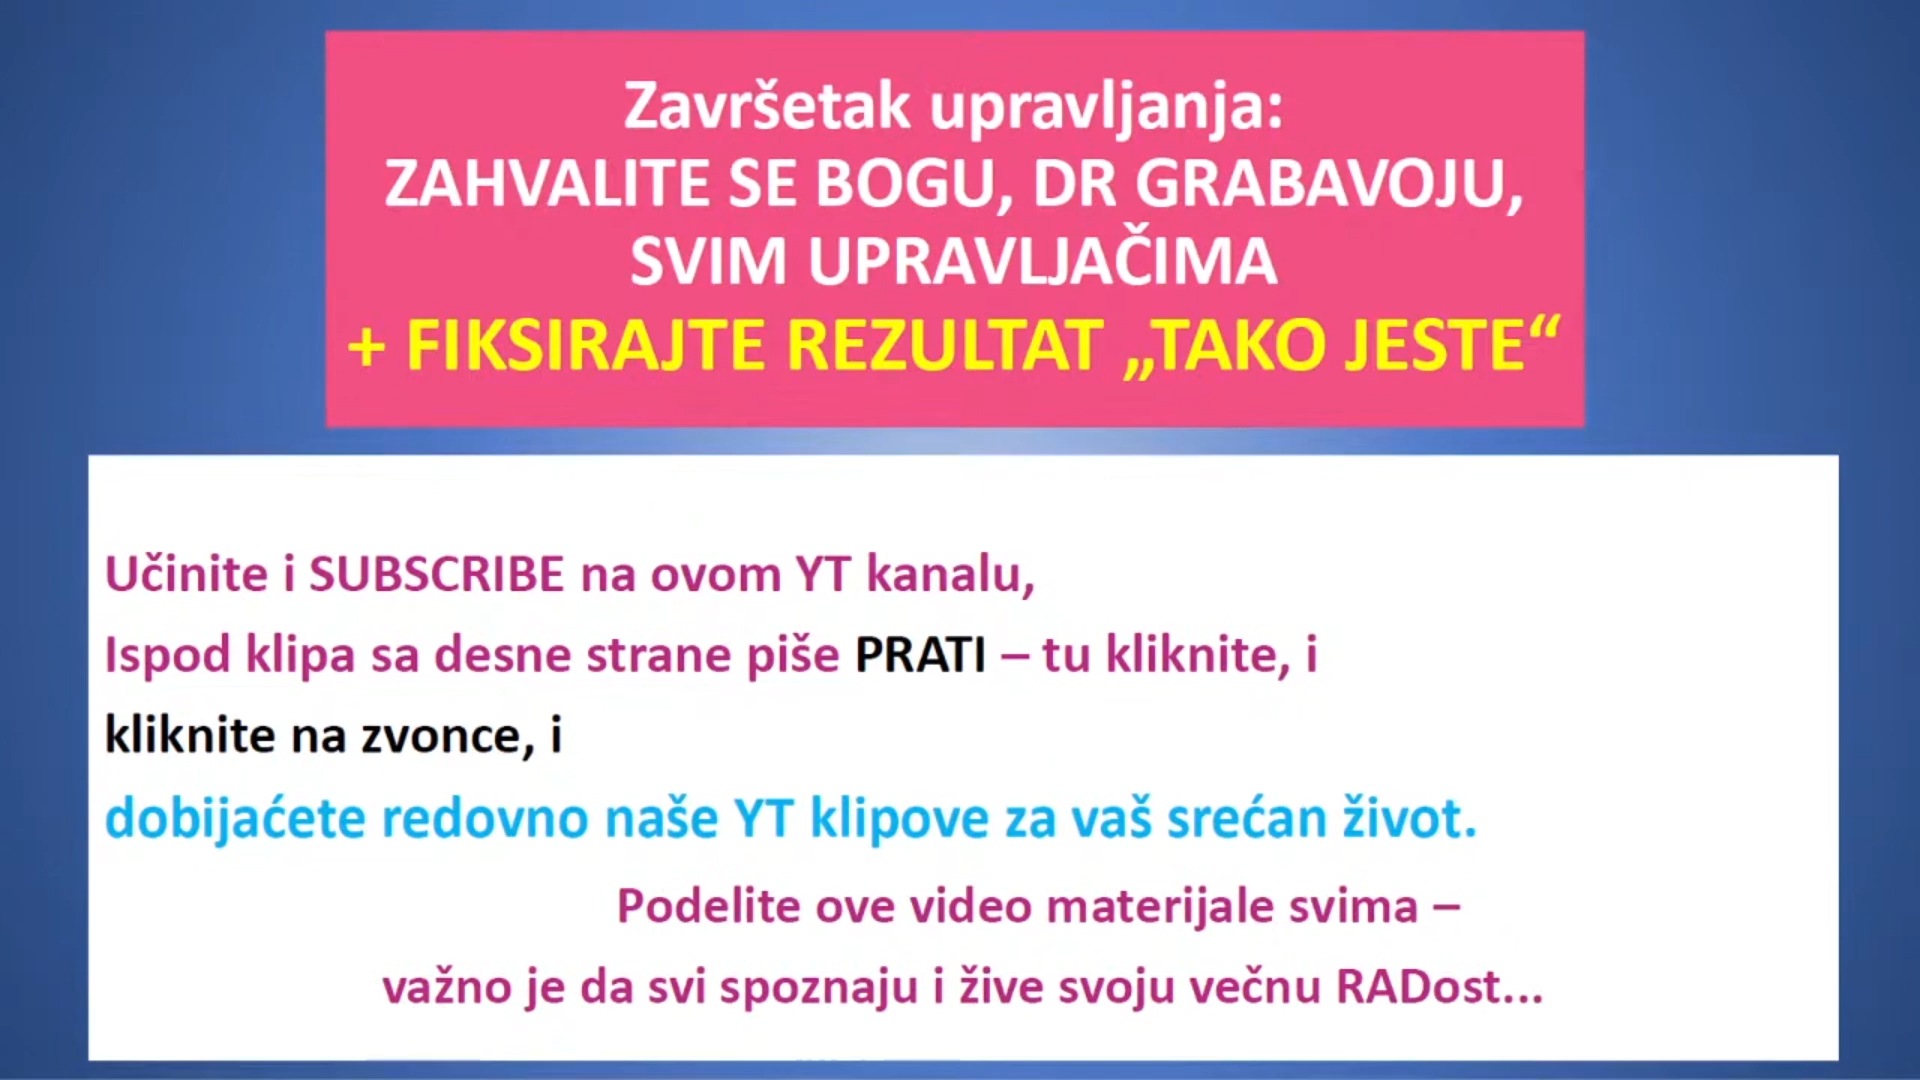 Završetak upravljanja:
ZAHVALITE SE BOGU, DR GRABAVOJU,
SVIM UPRAVLJAČIMA
+ FIKSIRAJTE REZULTAT „TAKO JESTE“
Učinite i SUBSCRIBE na ovom YT kanalu,
Ispod klipa sa desne strane piše PRATI – tu kliknite, i
kliknite na zvonce, i
dobijaćete redovno naše YT klipove za vaš srećan život.
Podelite ove video materijale svima –
važno je da svi spoznaju i žive svoju večnu RADost...